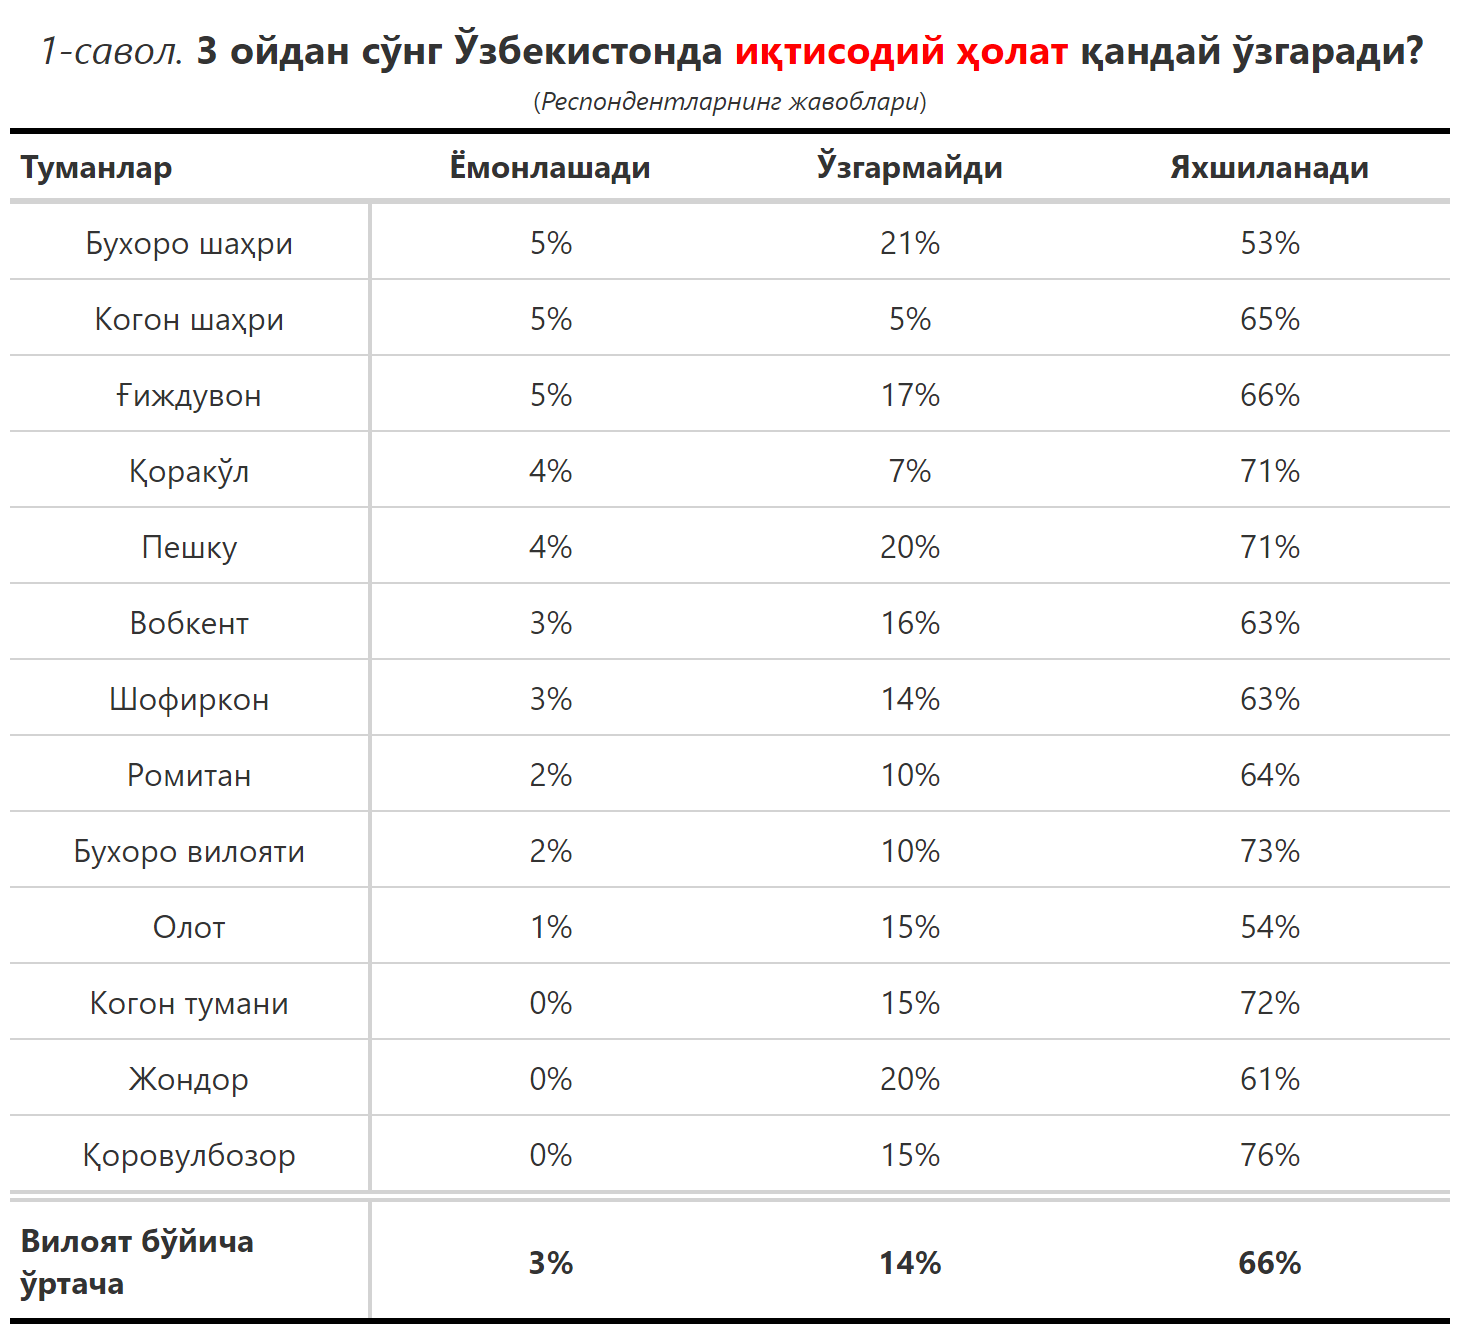 1-савол. 3 ойдан сўнг Ўзбекистонда иқтисодий ҳолат қандай ўзгаради?
(Респондентларнинг жавоблари)
Туманлар Ёмонлашади Ўзгармайди Яхшиланади
Бухоро шаҳри 5% 21% 53%
Когон шаҳри 5% 5% 65%
Ғиждувон 5% 17% 66%
Қоракўл 4% 7% 71%
Пешку 4% 20% 71%
Вобкент 3% 16% 63%
Шофиркон 3% 14% 63%
Ромитан 2% 10% 64%
Бухоро вилояти 2% 10% 73%
Олот 1% 15% 54%
Когон тумани 0% 15% 72%
Жондор 0% 20% 61%
Қоровулбозор 0% 15% 76%
Вилоят бўйича
ўртача 3% 14% 66%